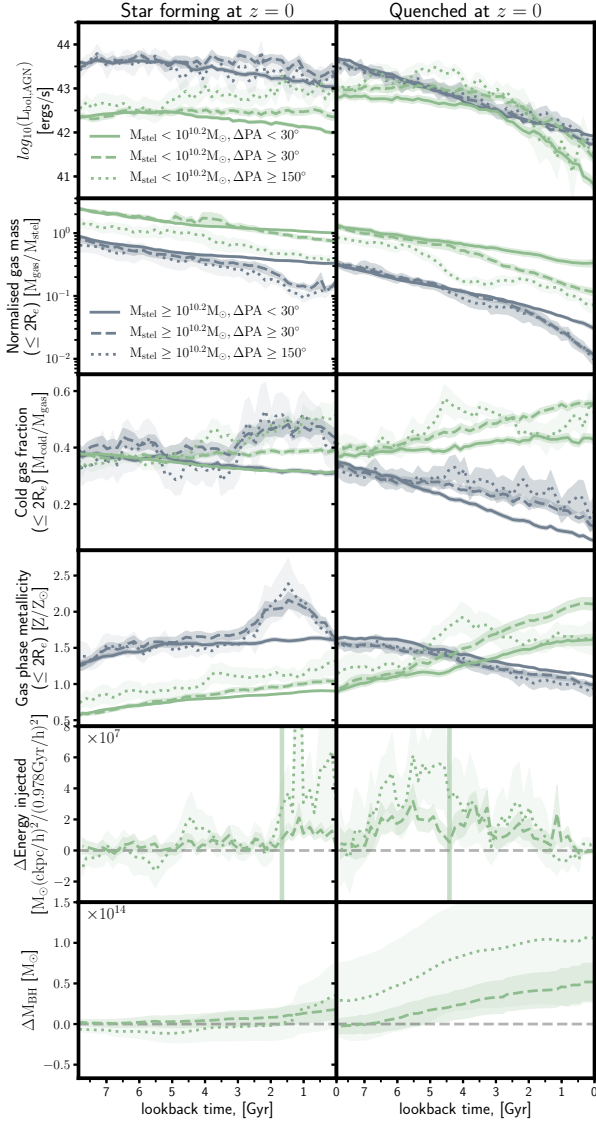 Star forming at z = 0
Quenched at z = 0
log10(Lbol,AGN)
[ergs/s]
44
43
42
41
Mstel < 10^10.2 M⊙, ΔPA < 30°
Mstel < 10^10.2 M⊙, ΔPA ≥ 30°
Mstel < 10^10.2 M⊙, ΔPA ≥ 150°
Normalised gas mass
(≤ 2Re) [Mgas/Mstel]
10^0
10^−1
10^−2
Mstel ≥ 10^10.2 M⊙, ΔPA < 30°
Mstel ≥ 10^10.2 M⊙, ΔPA ≥ 30°
Mstel ≥ 10^10.2 M⊙, ΔPA ≥ 150°
Cold gas fraction
(≤ 2Re) [Mcold/Mgas]
0.6
0.4
0.2
Gas phase metallicity
(≤ 2Re) [Z/Z⊙]
2.5
2.0
1.5
1.0
0.5
ΔEnergy injected
[M⊙(ckpc/h)²/(0.978Gyr/h)²]
×10^7
8
6
4
2
0
−2
ΔMBH [M⊙]
×10^14
1.5
1.0
0.5
0.0
−0.5
7 6 5 4 3 2 1 0
7 6 5 4 3 2 1 0
lookback time, [Gyr]
lookback time, [Gyr]